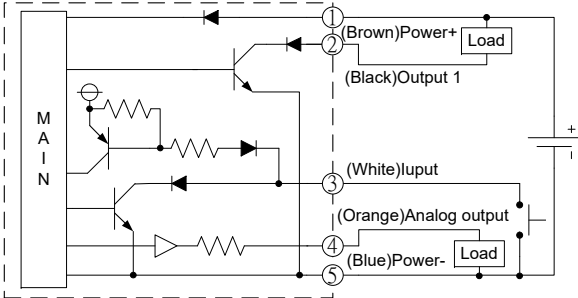 1
(Brown)Power+
Load
2
(Black)Output 1
MAIN
+
-
(White)Iuput
3
(Orange)Analog output
4
Load
(Blue)Power-
5